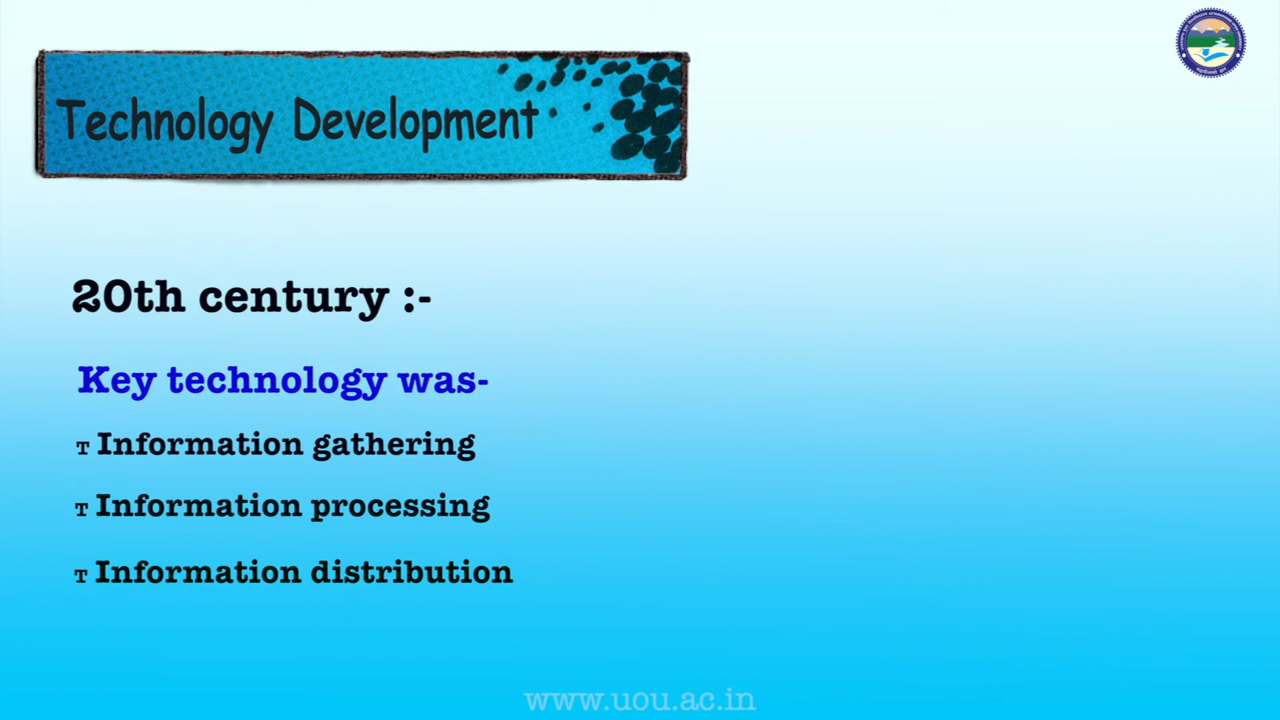 Technology Development
20th century :-
Key technology was-
T Information gathering
T Information processing
T Information distribution
www.uou.ac.in